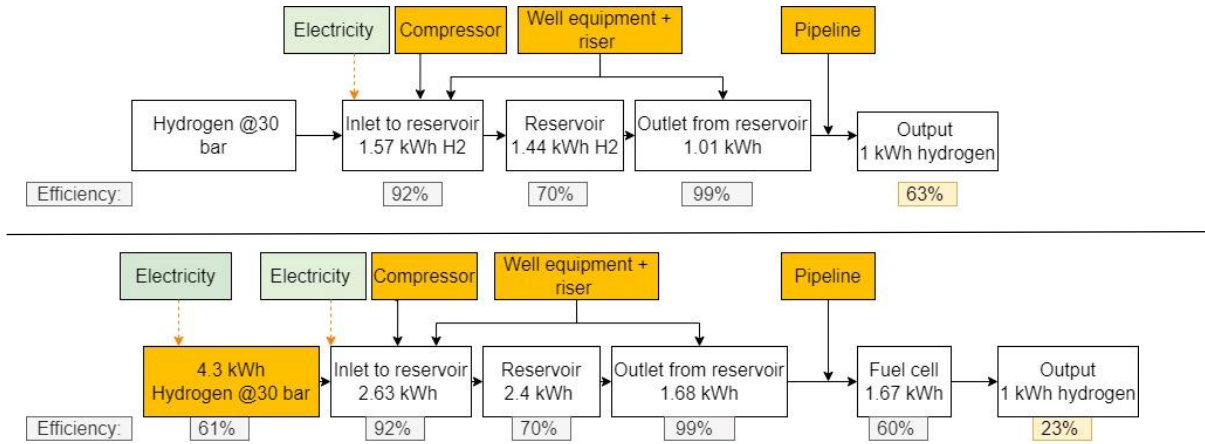 Electricity
Compressor
Well equipment +
riser
Pipeline
Hydrogen @30
bar
Inlet to reservoir
1.57 kWh H2
Reservoir
1.44 kWh H2
Outlet from reservoir
1.01 kWh
Output
1 kWh hydrogen
Efficiency:
92%
70%
99%
63%
Electricity
Electricity
Compressor
Well equipment +
riser
Pipeline
4.3 kWh
Hydrogen @30 bar
Inlet to reservoir
2.63 kWh
Reservoir
2.4 kWh
Outlet from reservoir
1.68 kWh
Fuel cell
1.67 kWh
Output
1 kWh hydrogen
Efficiency:
61%
92%
70%
99%
60%
23%